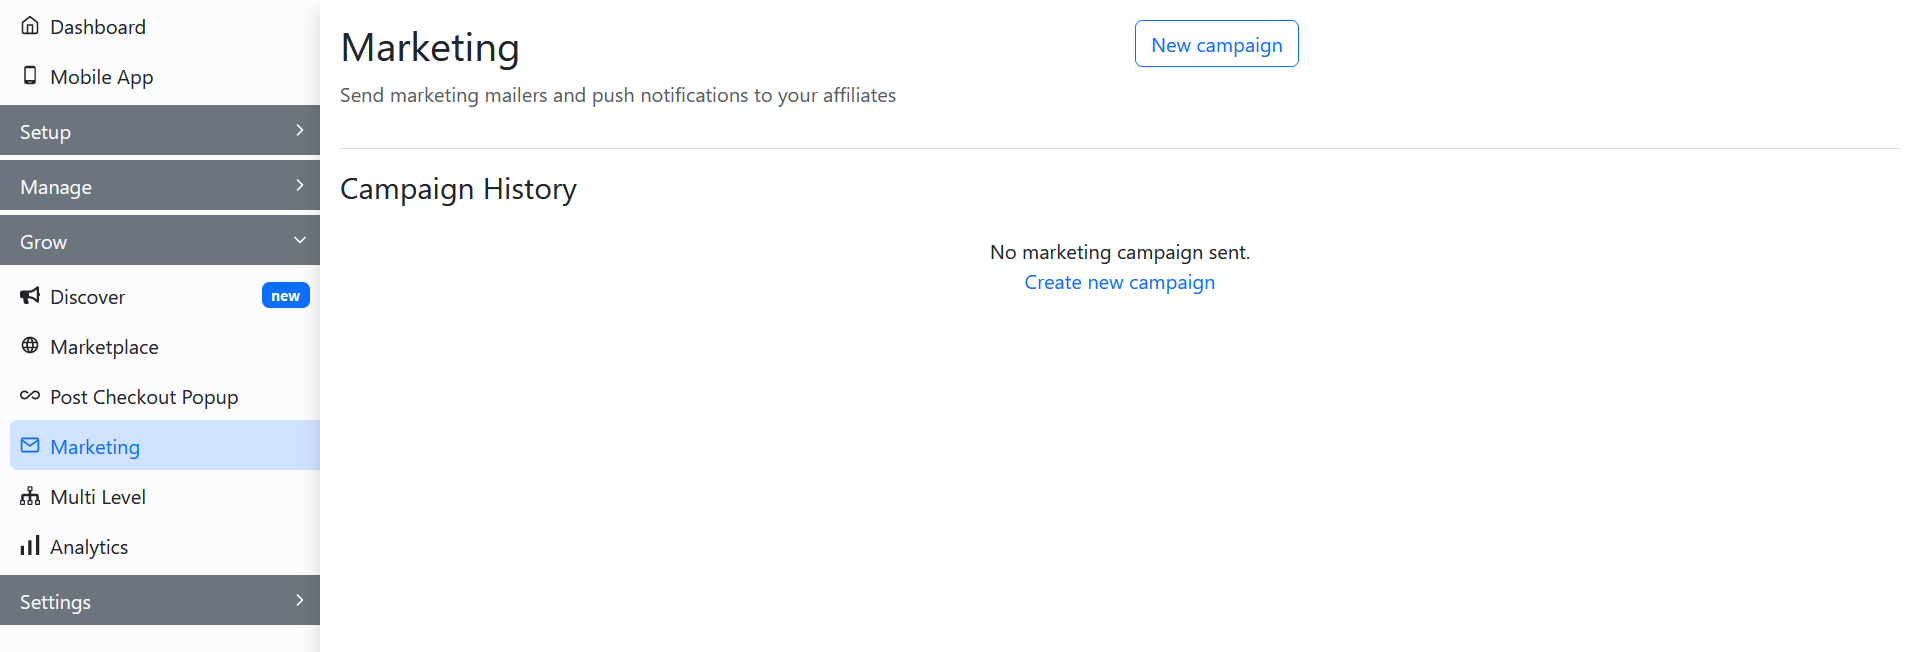 Dashboard
Mobile App
Setup
Manage
Grow
Discover new
Marketplace
Post Checkout Popup
Marketing
Multi Level
Analytics
Settings
Marketing
New campaign
Send marketing mailers and push notifications to your affiliates
Campaign History
No marketing campaign sent.
Create new campaign